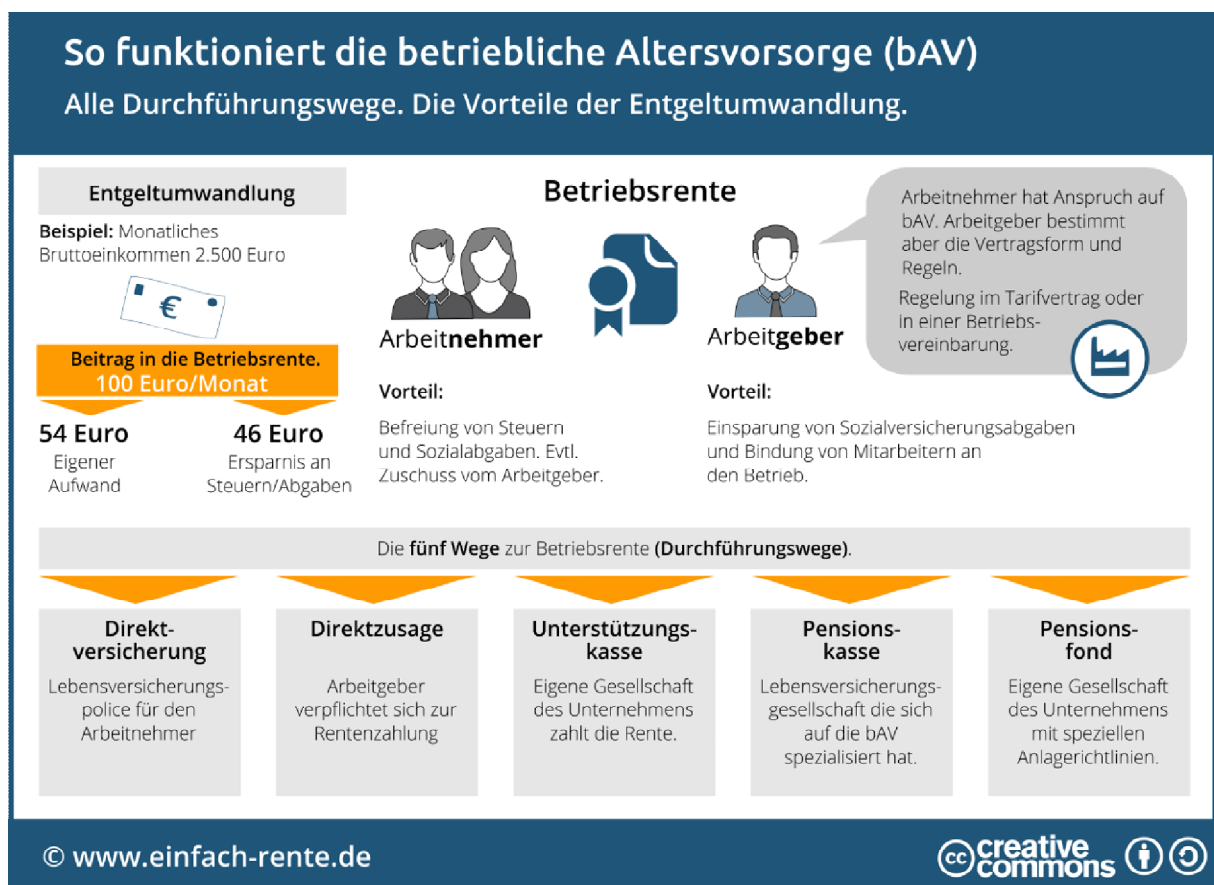 So funktioniert die betriebliche Altersvorsorge (bAV)
Alle Durchführungswege. Die Vorteile der Entgeltumwandlung.
Entgeltumwandlung
Beispiel: Monatliches
Bruttoeinkommen 2.500 Euro
€
Beitrag in die Betriebsrente.
100 Euro/Monat
54 Euro
Eigener
Aufwand
46 Euro
Ersparnis an
Steuern/Abgaben
Betriebsrente
Arbeitnehmer
Vorteil:
Befreiung von Steuern
und Sozialabgaben. Evtl.
Zuschuss vom Arbeitgeber.
Arbeitgeber
Vorteil:
Einsparung von Sozialversicherungsabgaben
und Bindung von Mitarbeitern an
den Betrieb.
Arbeitnehmer hat Anspruch auf
bAV. Arbeitgeber bestimmt
aber die Vertragsform und
Regeln.
Regelung im Tarifvertrag oder
in einer Betriebs-
vereinbarung.
Die fünf Wege zur Betriebsrente (Durchführungswege).
Direkt-
versicherung
Lebensversicherungs-
police für den
Arbeitnehmer
Direktzusage
Arbeitgeber
verpflichtet sich zur
Rentenzahlung
Unterstützungs-
kasse
Eigene Gesellschaft
des Unternehmens
zahlt die Rente.
Pensions-
kasse
Lebensversicherungs-
gesellschaft die sich
auf die bAV
spezialisiert hat.
Pensions-
fond
Eigene Gesellschaft
des Unternehmens
mit speziellen
Anlagerichtlinien.
© www.einfach-rente.de
cc creative
commons